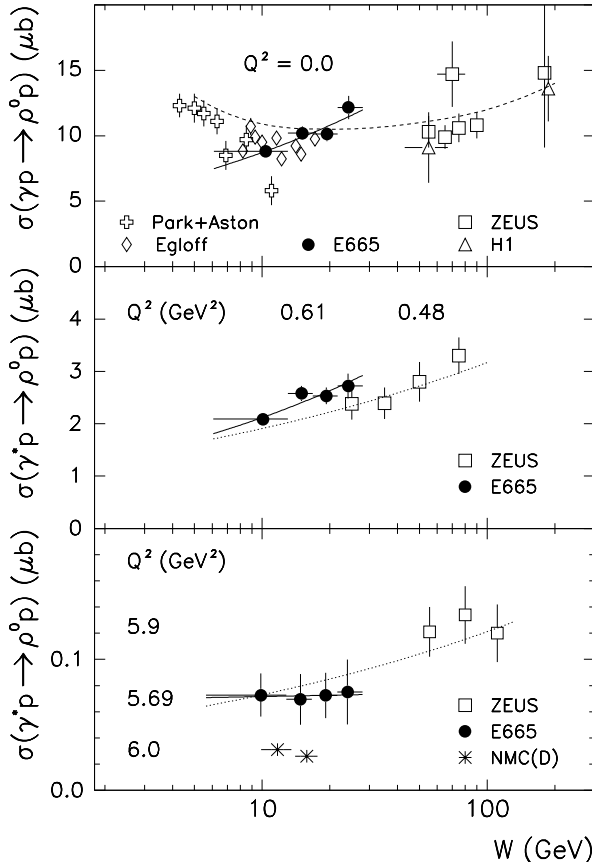 σ(γp → ρ⁰p) (μb)
15
10
5
0
Q² = 0.0
Park+Aston
Egloff
E665
ZEUS
H1
σ(γ*p → ρ⁰p) (μb)
4
3
2
1
0
Q² (GeV²) 0.61 0.48
ZEUS
E665
σ(γ*p → ρ⁰p) (μb)
0.1
0.0
Q² (GeV²)
5.9
5.69
6.0
ZEUS
E665
NMC(D)
10 100
W (GeV)